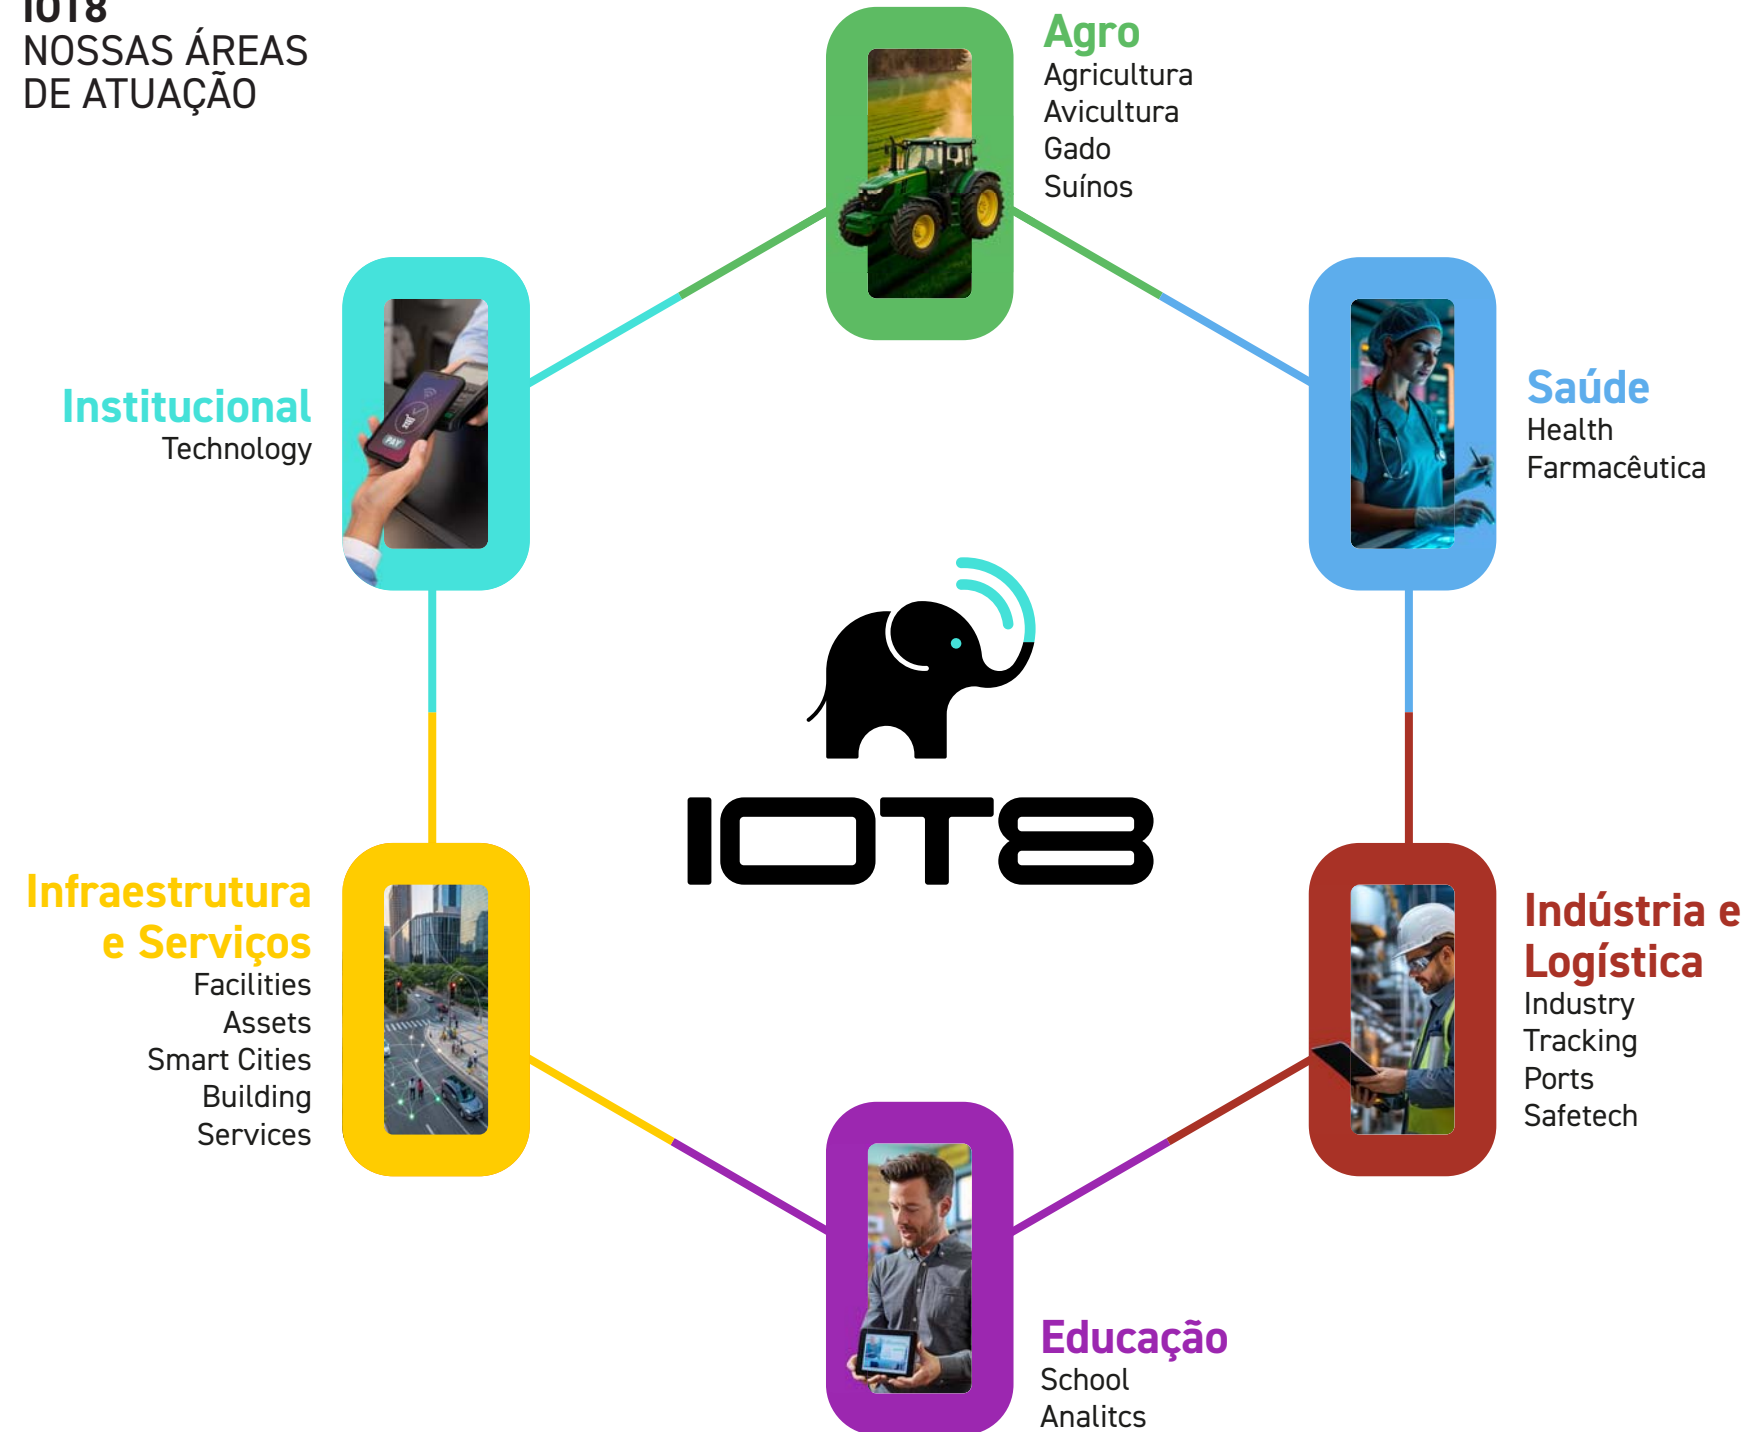 IOT8
NOSSAS ÁREAS
DE ATUAÇÃO
Agro
Agricultura
Avicultura
Gado
Suínos
Institucional
Technology
PAY
Saúde
Health
Farmacêutica
IOT8
Infraestrutura
e Serviços
Facilities
Assets
Smart Cities
Building
Services
Indústria e
Logística
Industry
Tracking
Ports
Safetech
Educação
School
Analitcs